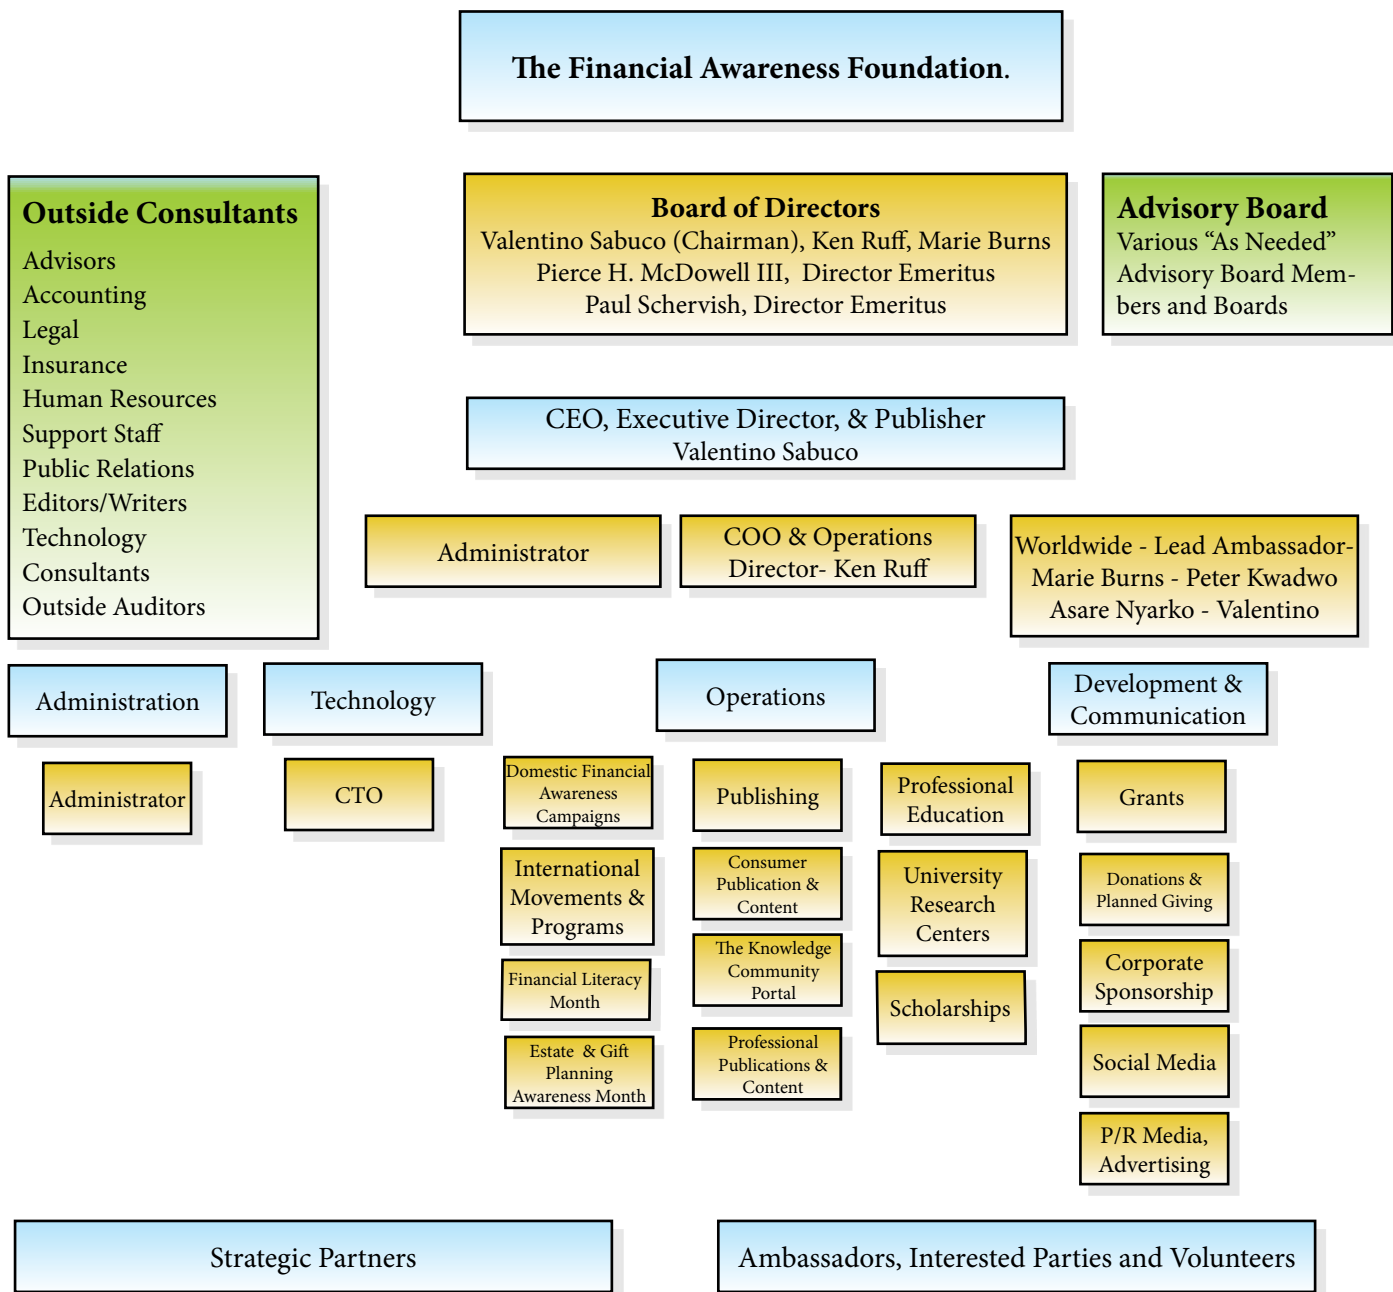 The Financial Awareness Foundation.
Outside Consultants
Advisors
Accounting
Legal
Insurance
Human Resources
Support Staff
Public Relations
Editors/Writers
Technology
Consultants
Outside Auditors
Board of Directors
Valentino Sabuco (Chairman), Ken Ruff, Marie Burns
Pierce H. McDowell III, Director Emeritus
Paul Schervish, Director Emeritus
Advisory Board
Various “As Needed”
Advisory Board Mem-
bers and Boards
CEO, Executive Director, & Publisher
Valentino Sabuco
Administrator
COO & Operations
Director- Ken Ruff
Worldwide - Lead Ambassador-
Marie Burns - Peter Kwadwo
Asare Nyarko - Valentino
Administration
Administrator
Technology
CTO
Operations
Domestic Financial
Awareness
Campaigns
International
Movements &
Programs
Financial Literacy
Month
Estate & Gift
Planning
Awareness Month
Publishing
Consumer
Publication &
Content
The Knowledge
Community
Portal
Professional
Publications &
Content
Professional
Education
University
Research
Centers
Scholarships
Development &
Communication
Grants
Donations &
Planned Giving
Corporate
Sponsorship
Social Media
P/R Media,
Advertising
Strategic Partners
Ambassadors, Interested Parties and Volunteers